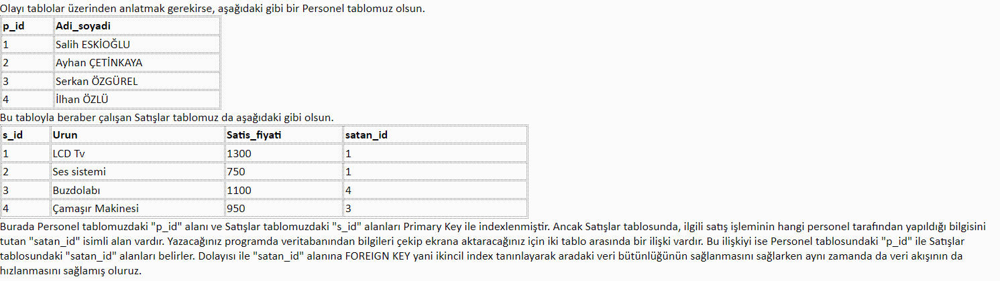 Olayı tablolar üzerinden anlatmak gerekirse, aşağıdaki gibi bir Personel tablomuz olsun.
p_id Adi_soyadi
1 Salih ESKİOĞLU
2 Ayhan ÇETİNKAYA
3 Serkan ÖZGÜREL
4 İlhan ÖZLÜ
Bu tabloyla beraber çalışan Satışlar tablomuz da aşağıdaki gibi olsun.
s_id Urun Satis_fiyati satan_id
1 LCD Tv 1300 1
2 Ses sistemi 750 1
3 Buzdolabı 1100 4
4 Çamaşır Makinesi 950 3
Burada Personel tablomuzdaki "p_id" alanı ve Satışlar tablomuzdaki "s_id" alanları Primary Key ile indexlenmiştir. Ancak Satışlar tablosunda, ilgili satış işleminin hangi personel tarafından yapıldığı bilgisini
tutan "satan_id" isimli alan vardır. Yazacağınız programda veritabanından bilgileri çekip ekrana aktaracağınız için iki tablo arasında bir ilişki vardır. Bu ilişkiyi ise Personel tablosundaki "p_id" ile Satışlar
tablosundaki "satan_id" alanları belirler. Dolayısı ile "satan_id" alanına FOREIGN KEY yani ikincil index tanınlayarak aradaki veri bütünlüğünün sağlanmasını sağlarken aynı zamanda da veri akışının da
hızlanmasını sağlamış oluruz.